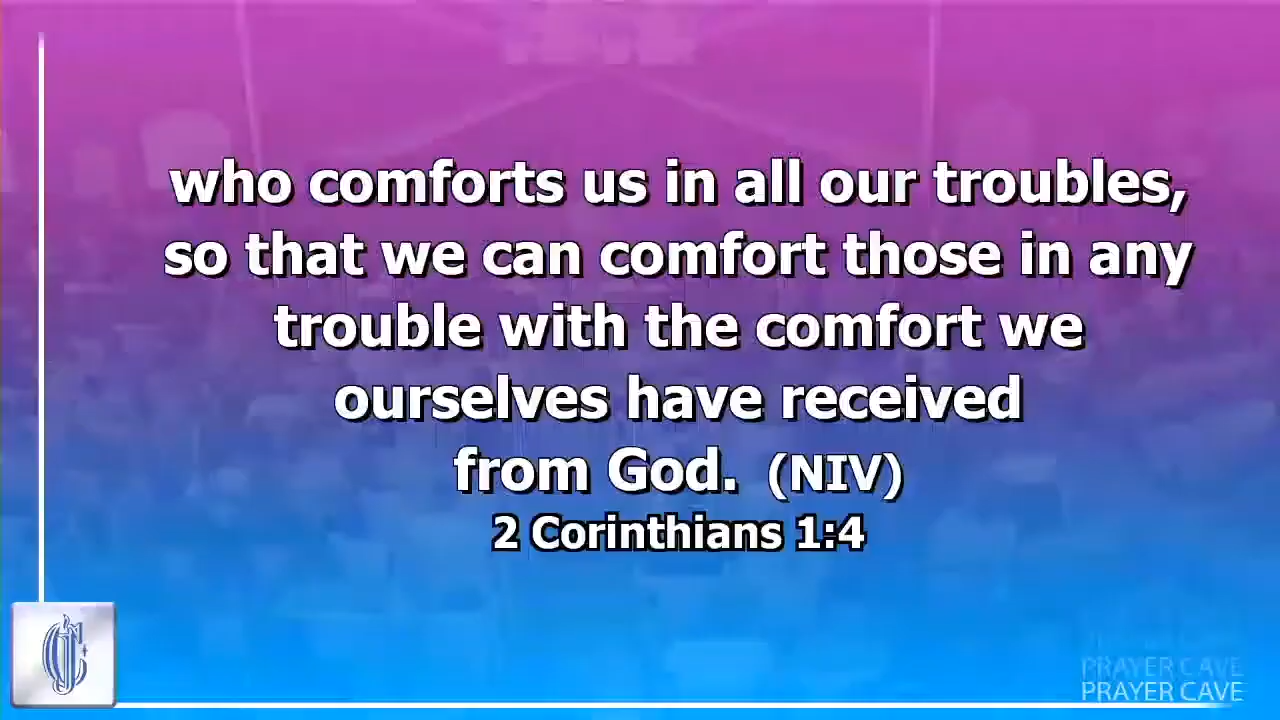 who comforts us in all our troubles,
so that we can comfort those in any
trouble with the comfort we
ourselves have received
from God. (NIV)
2 Corinthians 1:4
PRAYER CAVE
PRAYER CAVE